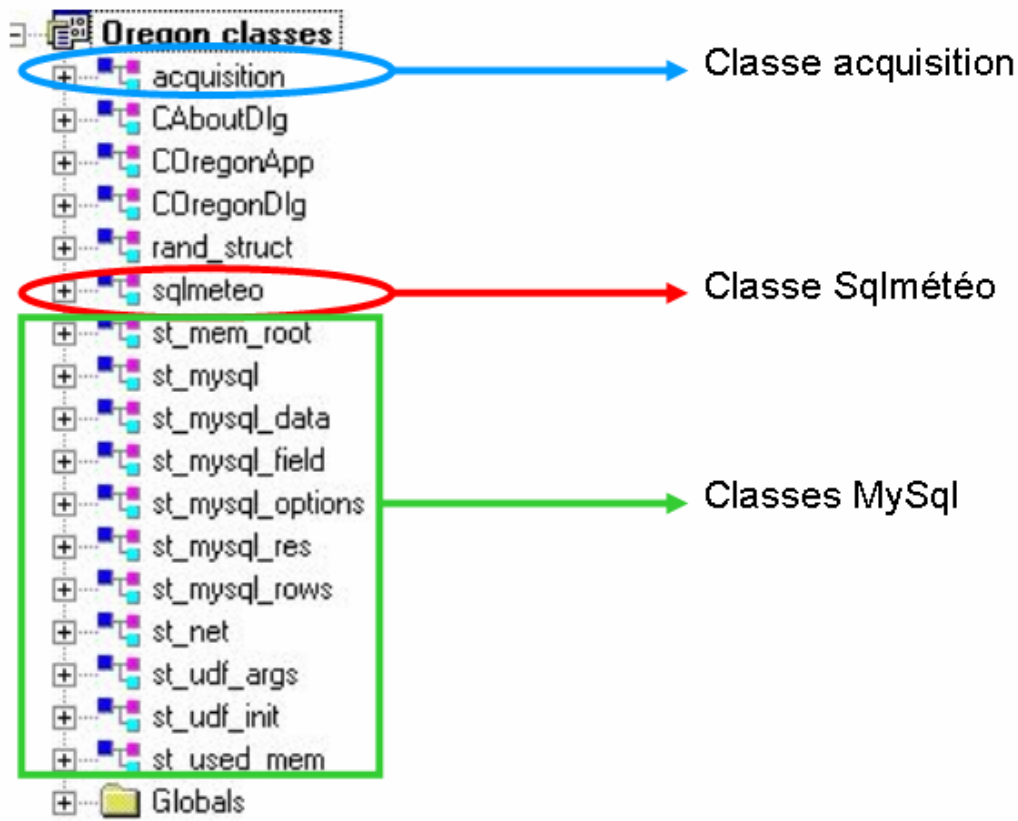 Oregon classes
acquisition
Classe acquisition
CAboutDlg
COregonApp
COregonDlg
rand_struct
sqlmeteo
Classe Sqlmétéo
st_mem_root
st_mysql
st_mysql_data
st_mysql_field
st_mysql_options
Classes MySql
st_mysql_res
st_mysql_rows
st_net
st_udf_args
st_udf_init
st_used_mem
Globals